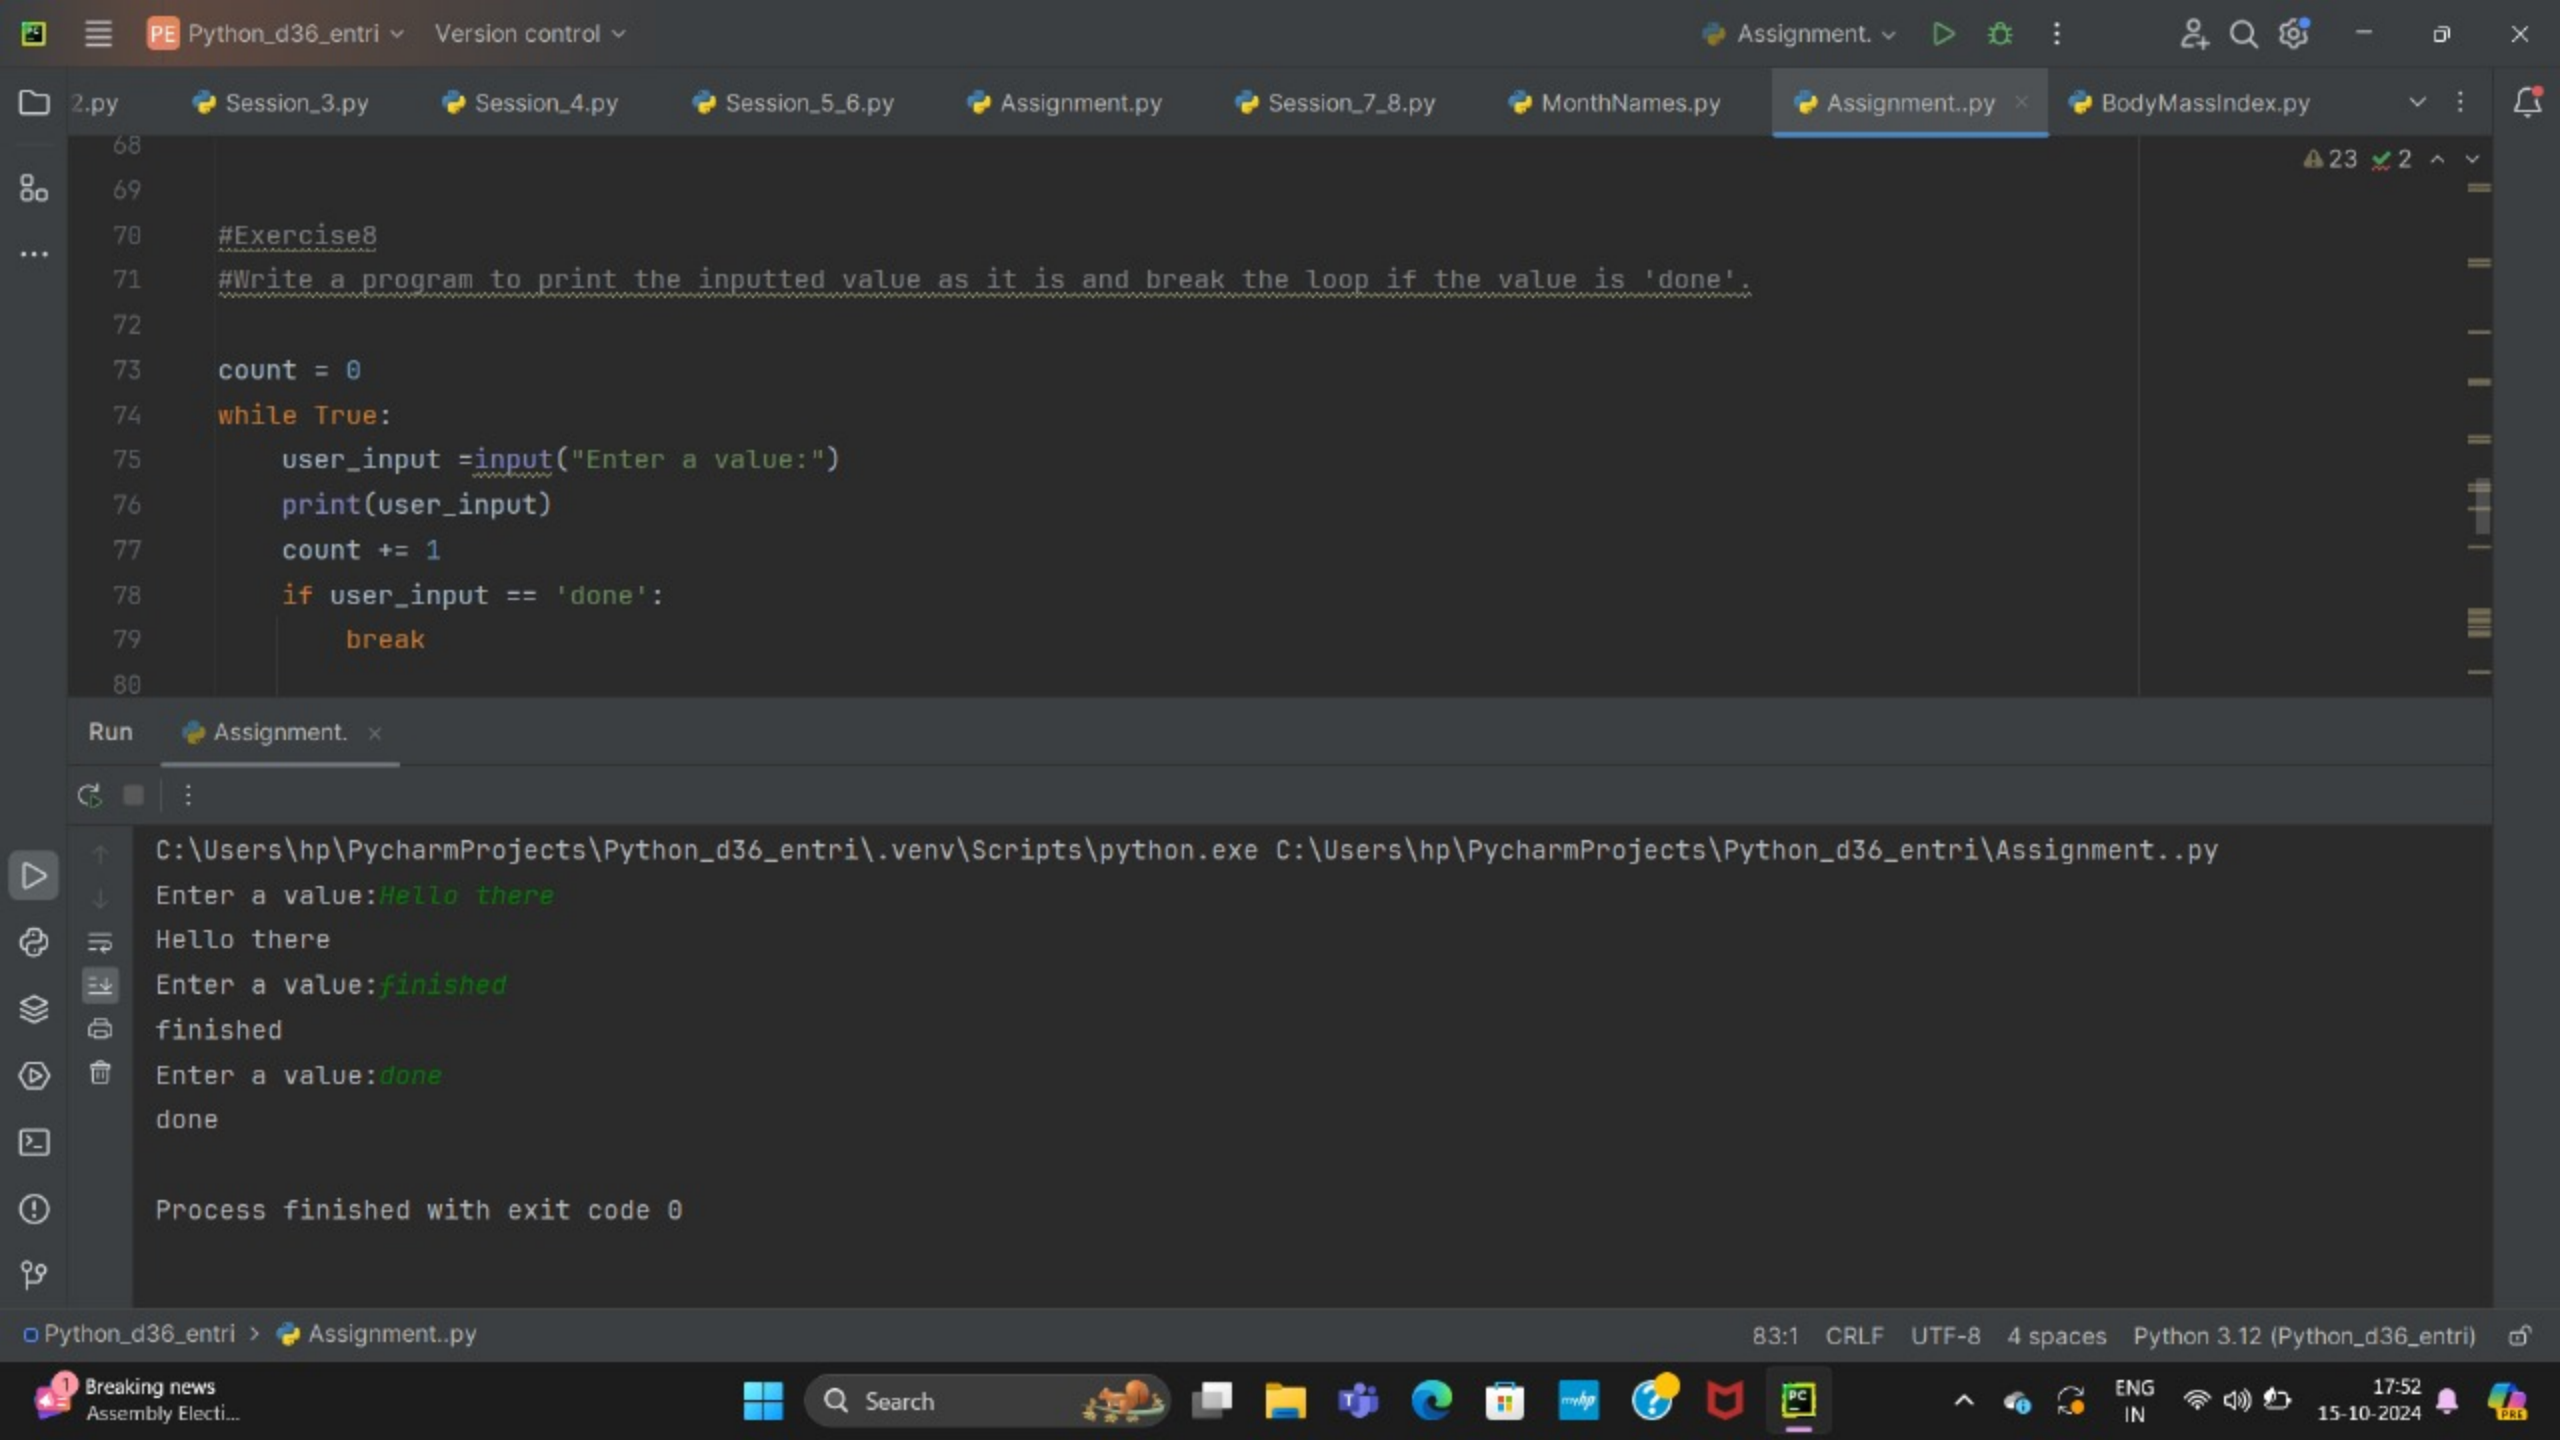 PE Python_d36_entri Version control Assignment.
2.py Session_3.py Session_4.py Session_5_6.py Assignment.py Session_7_8.py MonthNames.py Assignment..py BodyMassIndex.py
23 2
68
69
70 #Exercise8
71 #Write a program to print the inputted value as it is and break the loop if the value is 'done'.
72
73 count = 0
74 while True:
75 user_input =input("Enter a value:")
76 print(user_input)
77 count += 1
78 if user_input == 'done':
79 break
80
Run Assignment.
C:\Users\hp\PycharmProjects\Python_d36_entri\.venv\Scripts\python.exe C:\Users\hp\PycharmProjects\Python_d36_entri\Assignment..py
Enter a value:Hello there
Hello there
Enter a value:finished
finished
Enter a value:done
done
Process finished with exit code 0
Python_d36_entri > Assignment..py 83:1 CRLF UTF-8 4 spaces Python 3.12 (Python_d36_entri)
1 Breaking news
Assembly Electi...
Search
myhp
PC
ENG
IN
17:52
15-10-2024
PRE